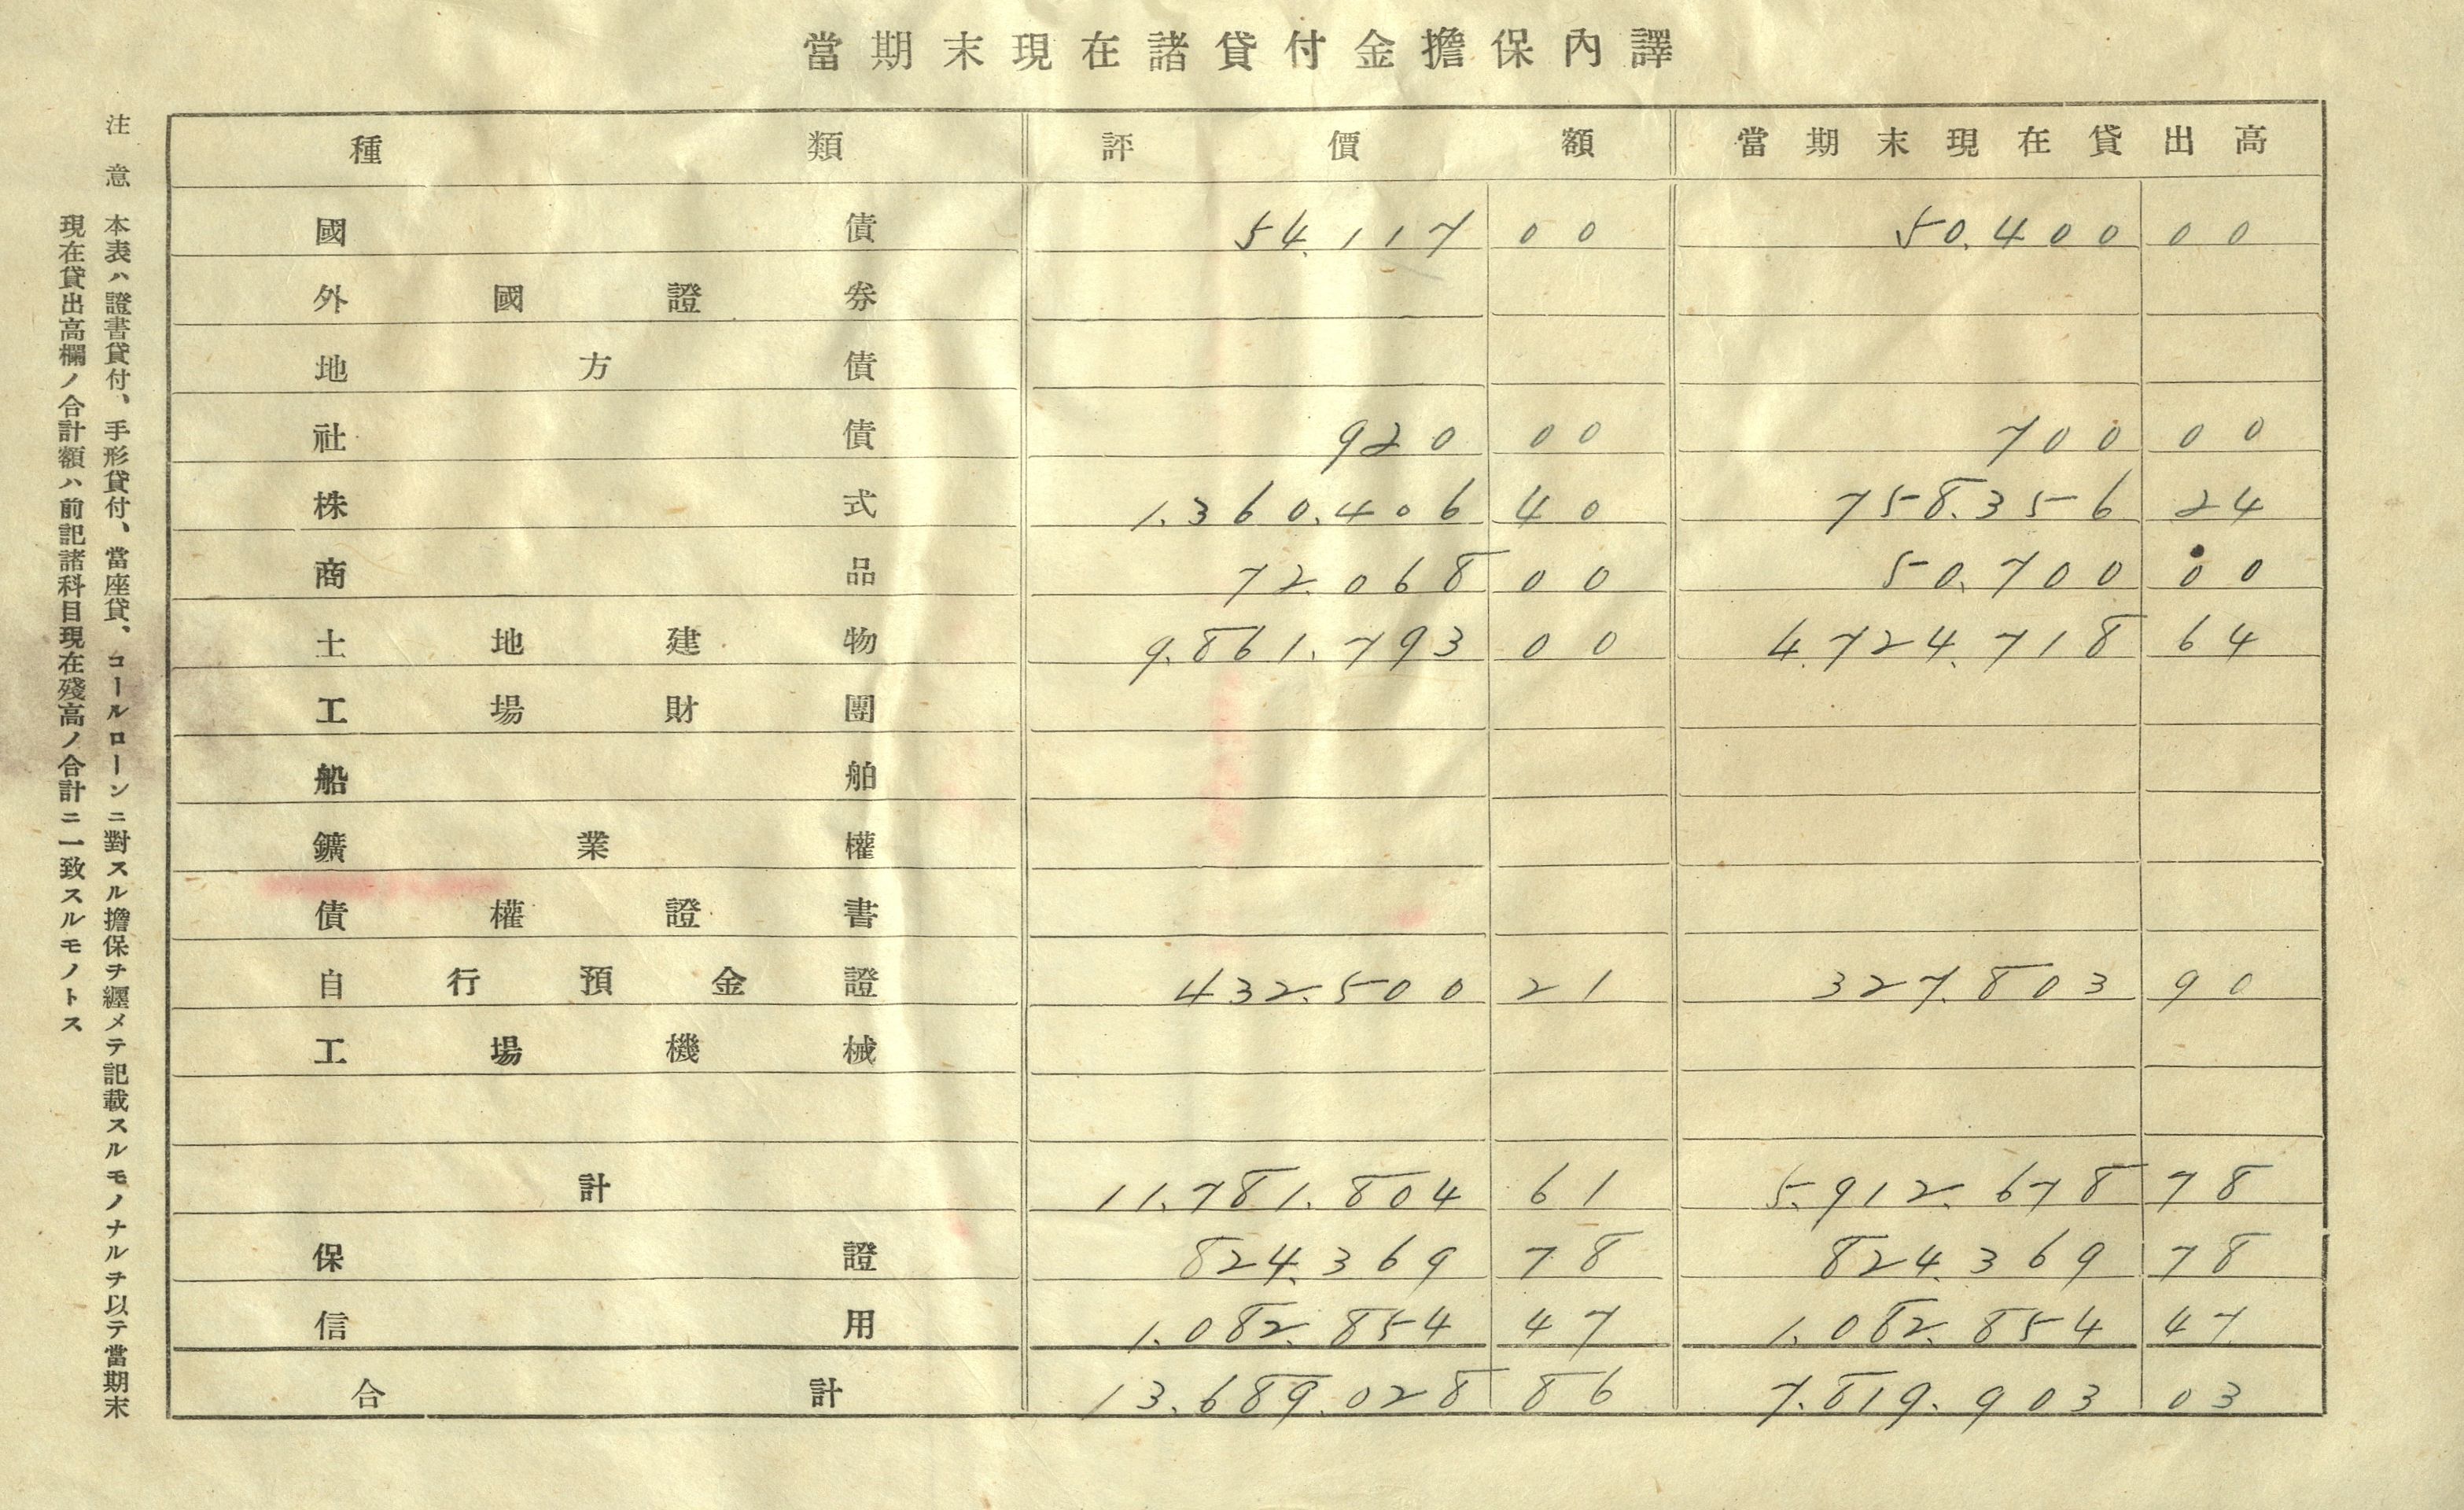 當期末現在諸貸付金擔保內譯
種類 評價額 當期末現在貸出高
國債 54.117 00 50.400 00
外國證劵
地方債
社債 920 00 700 00
株式 1.360.406 40 758.356 24
商品 72.068 00 50.700 00
土地建物 9.861.793 00 4.724.718 64
工場財團
船舶
鑛業權
債權證書
自行預金證 432.500 21 327.803 90
工場機械
計 11.781.804 61 5.912.678 78
保證 824.369 78 824.369 78
信用 1.082.854 47 1.082.854 47
合計 13.689.028 86 7.819.903 03
注意 本表ハ證書貸付、手形貸付、當座貸、コールローンニ對スル擔保ヲ纒メテ記載スルモノナルヲ以テ當期末
現在貸出高欄ノ合計額ハ前記諸科目現在殘高ノ合計ニ一致スルモノトス